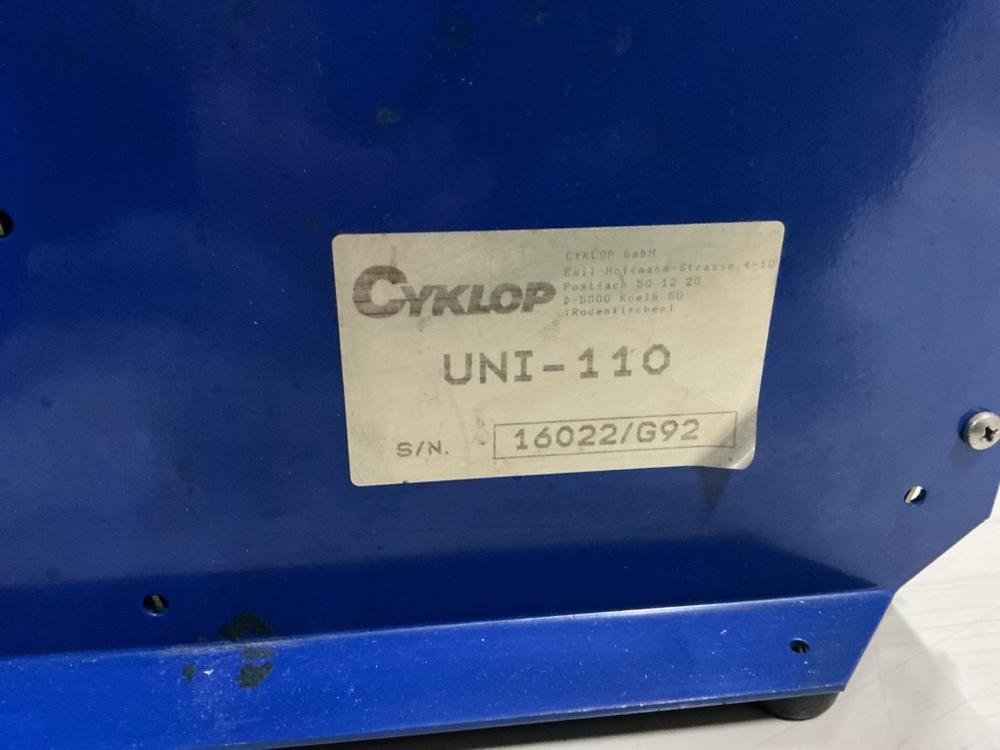 CYKLOP
CYKLOP GmbH
Emil-Hoffmann-Strasse 4-10
Postfach 50 12 20
D-5000 Koeln 50
(Rodenkirchen)
UNI-110
S/N. 16022/G92